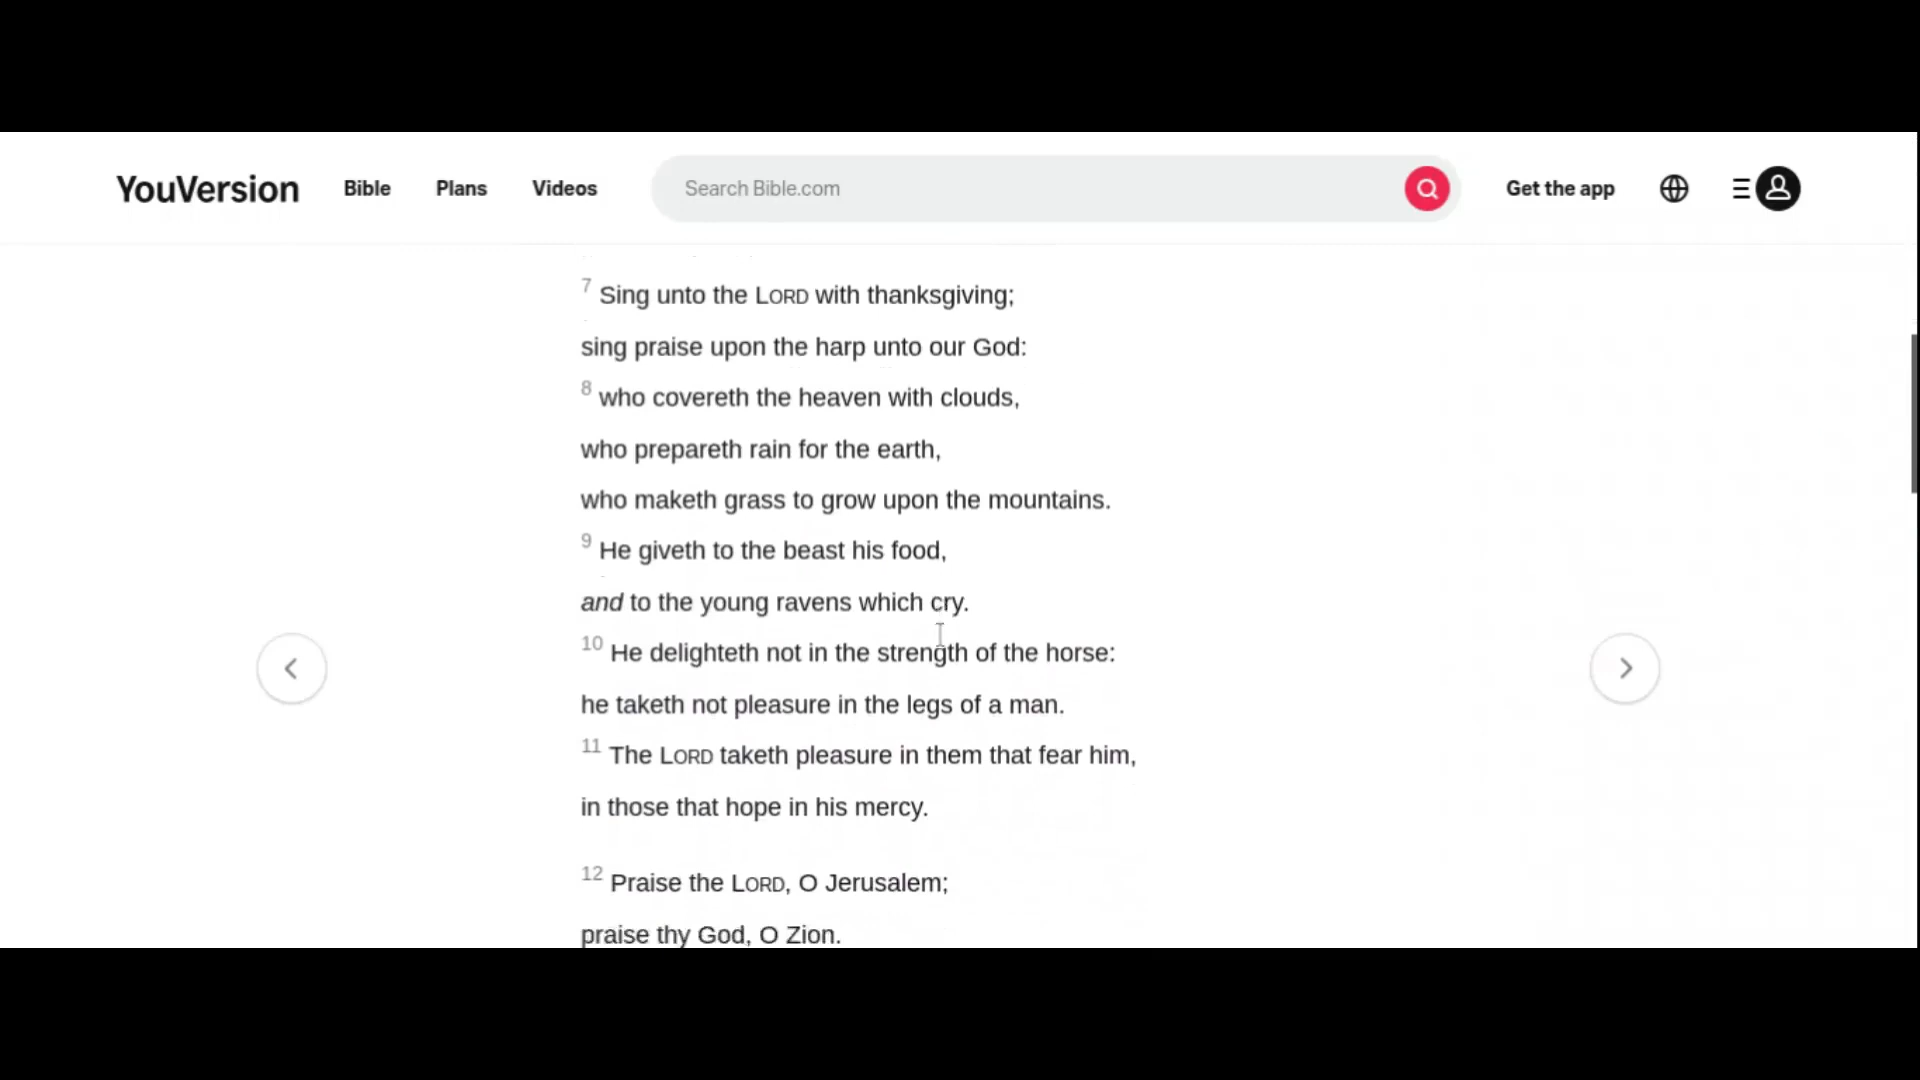 YouVersion Bible Plans Videos Search Bible.com Get the app
7 Sing unto the LORD with thanksgiving;
sing praise upon the harp unto our God:
8 who covereth the heaven with clouds,
who prepareth rain for the earth,
who maketh grass to grow upon the mountains.
9 He giveth to the beast his food,
and to the young ravens which cry.
10 He delighteth not in the strength of the horse:
he taketh not pleasure in the legs of a man.
11 The LORD taketh pleasure in them that fear him,
in those that hope in his mercy.
12 Praise the LORD, O Jerusalem;
praise thy God, O Zion.